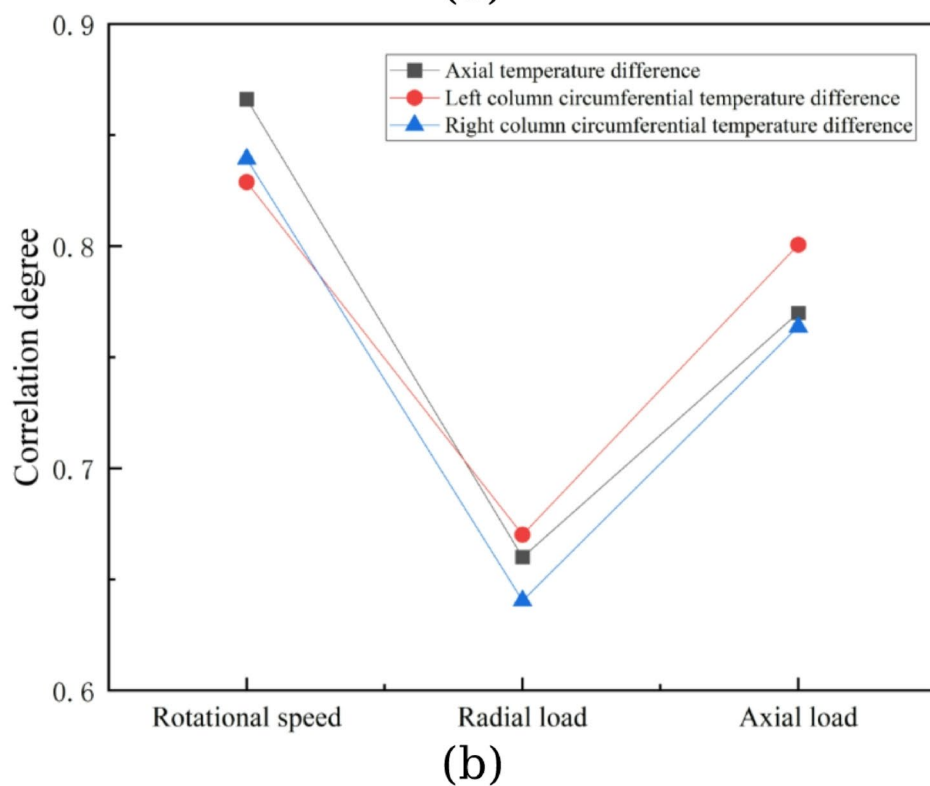 0.9
Axial temperature difference
Left column circumferential temperature difference
Right column circumferential temperature difference
0.8
Correlation degree
0.7
0.6
Rotational speed Radial load Axial load
(b)